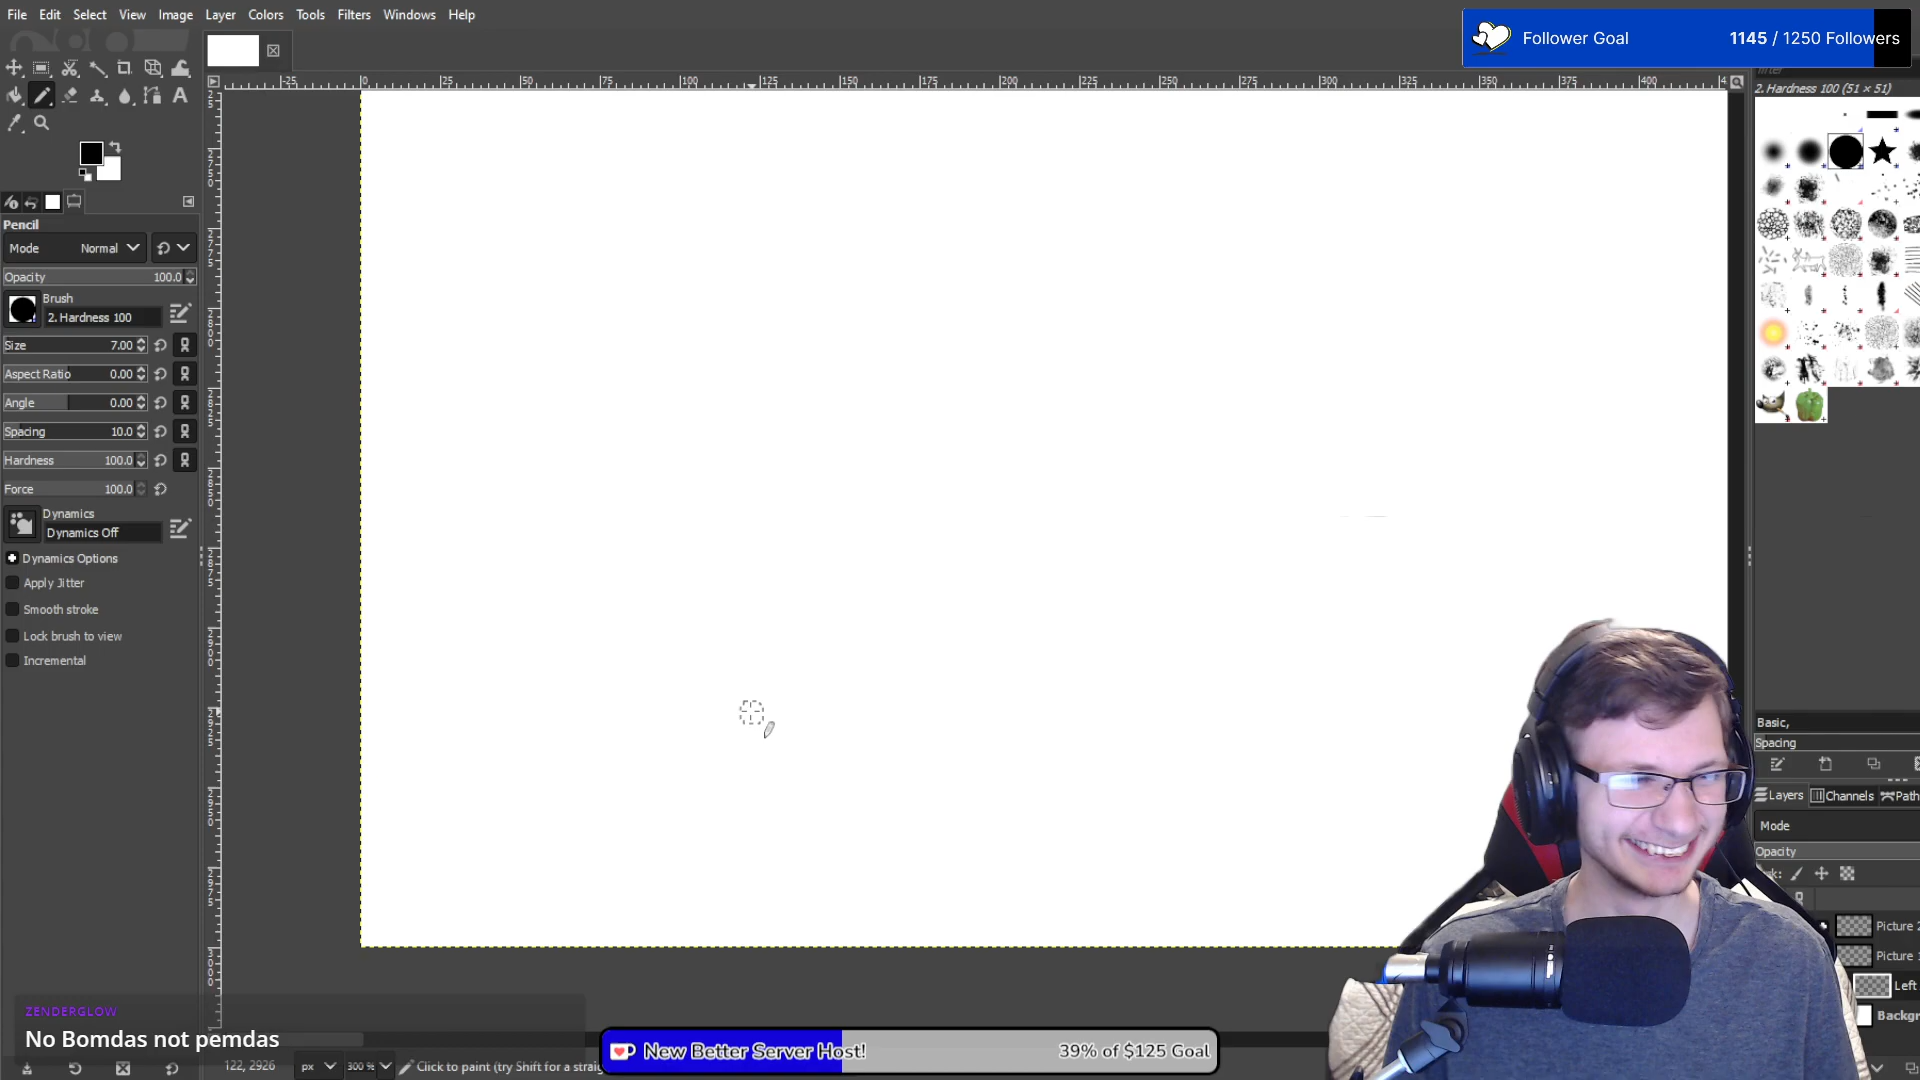 File Edit Select View Image Layer Colors Tools Filters Windows Help
Follower Goal 1145 / 1250 Followers
2. Hardness 100 (51 × 51)
Pencil
Mode Normal
Opacity 100.0
Brush
2. Hardness 100
Size 7.00
Aspect Ratio 0.00
Angle 0.00
Spacing 10.0
Hardness 100.0
Force 100.0
Dynamics
Dynamics Off
Dynamics Options
Apply Jitter
Smooth stroke
Lock brush to view
Incremental
Basic,
Spacing
Layers Channels Path
Mode
Opacity
Picture 2
Picture 1
Left
Backgr
ZENDERGLOW
No Bomdas not pemdas
New Better Server Host! 39% of $125 Goal
122, 2926 px 300 % Click to paint (try Shift for a straig